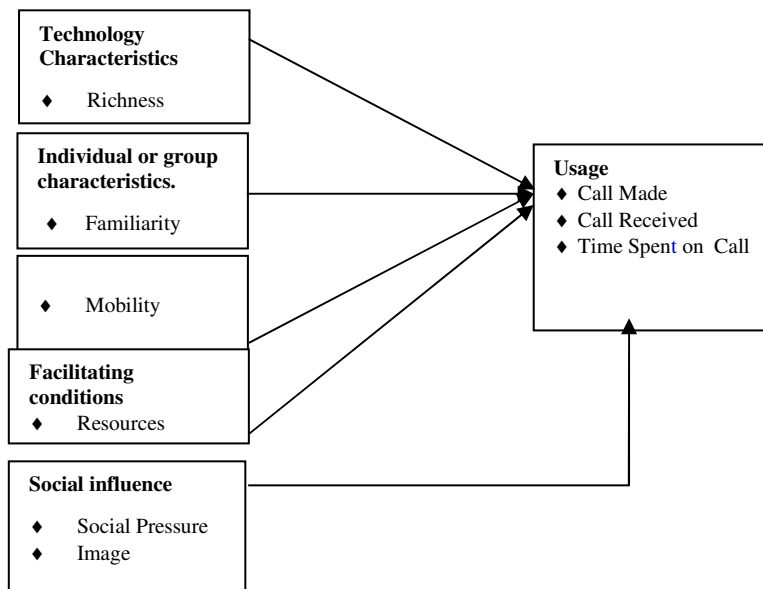 Technology
Characteristics
♦ Richness
Individual or group
characteristics.
♦ Familiarity
♦ Mobility
Facilitating
conditions
♦ Resources
Social influence
♦ Social Pressure
♦ Image
Usage
♦ Call Made
♦ Call Received
♦ Time Spent on Call